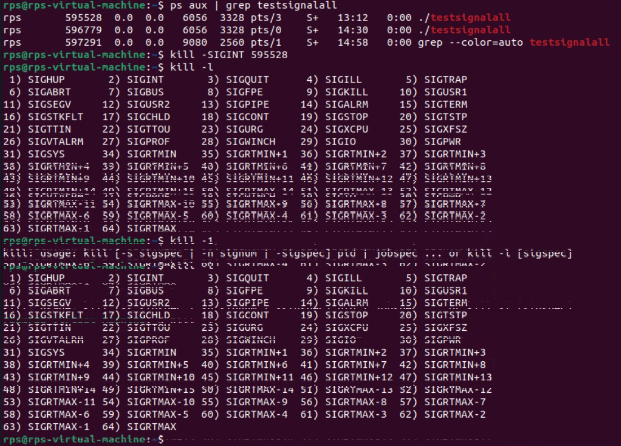 rps@rps-virtual-machine:~$ ps aux | grep testsignalall
rps 595528 0.0 0.0 6056 3328 pts/3 S+ 13:12 0:00 ./testsignalall
rps 596779 0.0 0.0 6056 3328 pts/0 S+ 14:30 0:00 ./testsignalall
rps 597291 0.0 0.0 9080 2560 pts/1 S+ 14:58 0:00 grep --color=auto testsignalall
rps@rps-virtual-machine:~$ kill -SIGINT 595528
rps@rps-virtual-machine:~$ kill -l
1) SIGHUP 2) SIGINT 3) SIGQUIT 4) SIGILL 5) SIGTRAP
6) SIGABRT 7) SIGBUS 8) SIGFPE 9) SIGKILL 10) SIGUSR1
11) SIGSEGV 12) SIGUSR2 13) SIGPIPE 14) SIGALRM 15) SIGTERM
16) SIGSTKFLT 17) SIGCHLD 18) SIGCONT 19) SIGSTOP 20) SIGTSTP
21) SIGTTIN 22) SIGTTOU 23) SIGURG 24) SIGXCPU 25) SIGXFSZ
26) SIGVTALRM 27) SIGPROF 28) SIGWINCH 29) SIGIO 30) SIGPWR
31) SIGSYS 34) SIGRTMIN 35) SIGRTMIN+1 36) SIGRTMIN+2 37) SIGRTMIN+3
38) SIGRTMIN+4 39) SIGRTMIN+5 40) SIGRTMIN+6 41) SIGRTMIN+7 42) SIGRTMIN+8
43) SIGRTMIN+9 44) SIGRTMIN+10 45) SIGRTMIN+11 46) SIGRTMIN+12 47) SIGRTMIN+13
48) SIGRTMIN+14 49) SIGRTMIN+15 50) SIGRTMAX-14 51) SIGRTMAX-13 52) SIGRTMAX-12
53) SIGRTMAX-11 54) SIGRTMAX-10 55) SIGRTMAX-9 56) SIGRTMAX-8 57) SIGRTMAX-7
58) SIGRTMAX-6 59) SIGRTMAX-5 60) SIGRTMAX-4 61) SIGRTMAX-3 62) SIGRTMAX-2
63) SIGRTMAX-1 64) SIGRTMAX
rps@rps-virtual-machine:~$ kill -1
kill: usage: kill [-s sigspec | -n signum | -sigspec] pid | jobspec ... or kill -l [sigspec]
rps@rps-virtual-machine:~$ kill
1) SIGHUP 2) SIGINT 3) SIGQUIT 4) SIGILL 5) SIGTRAP
6) SIGABRT 7) SIGBUS 8) SIGFPE 9) SIGKILL 10) SIGUSR1
11) SIGSEGV 12) SIGUSR2 13) SIGPIPE 14) SIGALRM 15) SIGTERM
16) SIGSTKFLT 17) SIGCHLD 18) SIGCONT 19) SIGSTOP 20) SIGTSTP
21) SIGTTIN 22) SIGTTOU 23) SIGURG 24) SIGXCPU 25) SIGXFSZ
26) SIGVTALRM 27) SIGPROF 28) SIGWINCH 29) SIGIO 30) SIGPWR
31) SIGSYS 34) SIGRTMIN 35) SIGRTMIN+1 36) SIGRTMIN+2 37) SIGRTMIN+3
38) SIGRTMIN+4 39) SIGRTMIN+5 40) SIGRTMIN+6 41) SIGRTMIN+7 42) SIGRTMIN+8
43) SIGRTMIN+9 44) SIGRTMIN+10 45) SIGRTMIN+11 46) SIGRTMIN+12 47) SIGRTMIN+13
48) SIGRTMIN+14 49) SIGRTMIN+15 50) SIGRTMAX-14 51) SIGRTMAX-13 52) SIGRTMAX-12
53) SIGRTMAX-11 54) SIGRTMAX-10 55) SIGRTMAX-9 56) SIGRTMAX-8 57) SIGRTMAX-7
58) SIGRTMAX-6 59) SIGRTMAX-5 60) SIGRTMAX-4 61) SIGRTMAX-3 62) SIGRTMAX-2
63) SIGRTMAX-1 64) SIGRTMAX
rps@rps-virtual-machine:~$